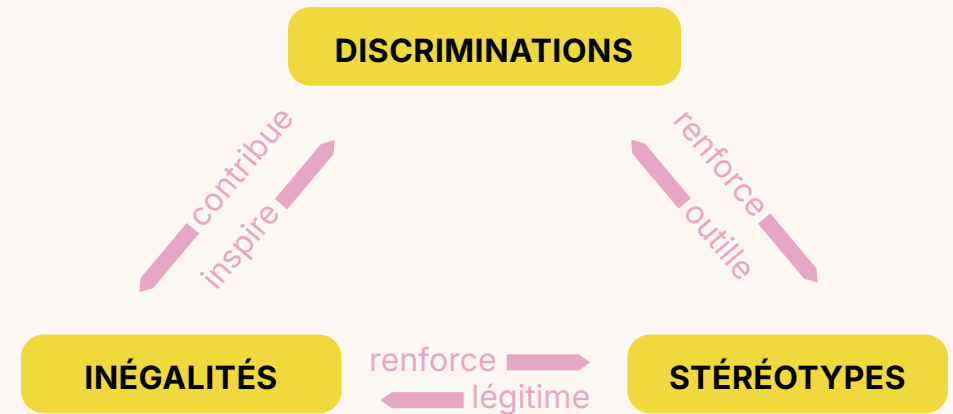 DISCRIMINATIONS
contribue
inspire
renforce
outille
INÉGALITÉS
renforce
légitime
STÉRÉOTYPES